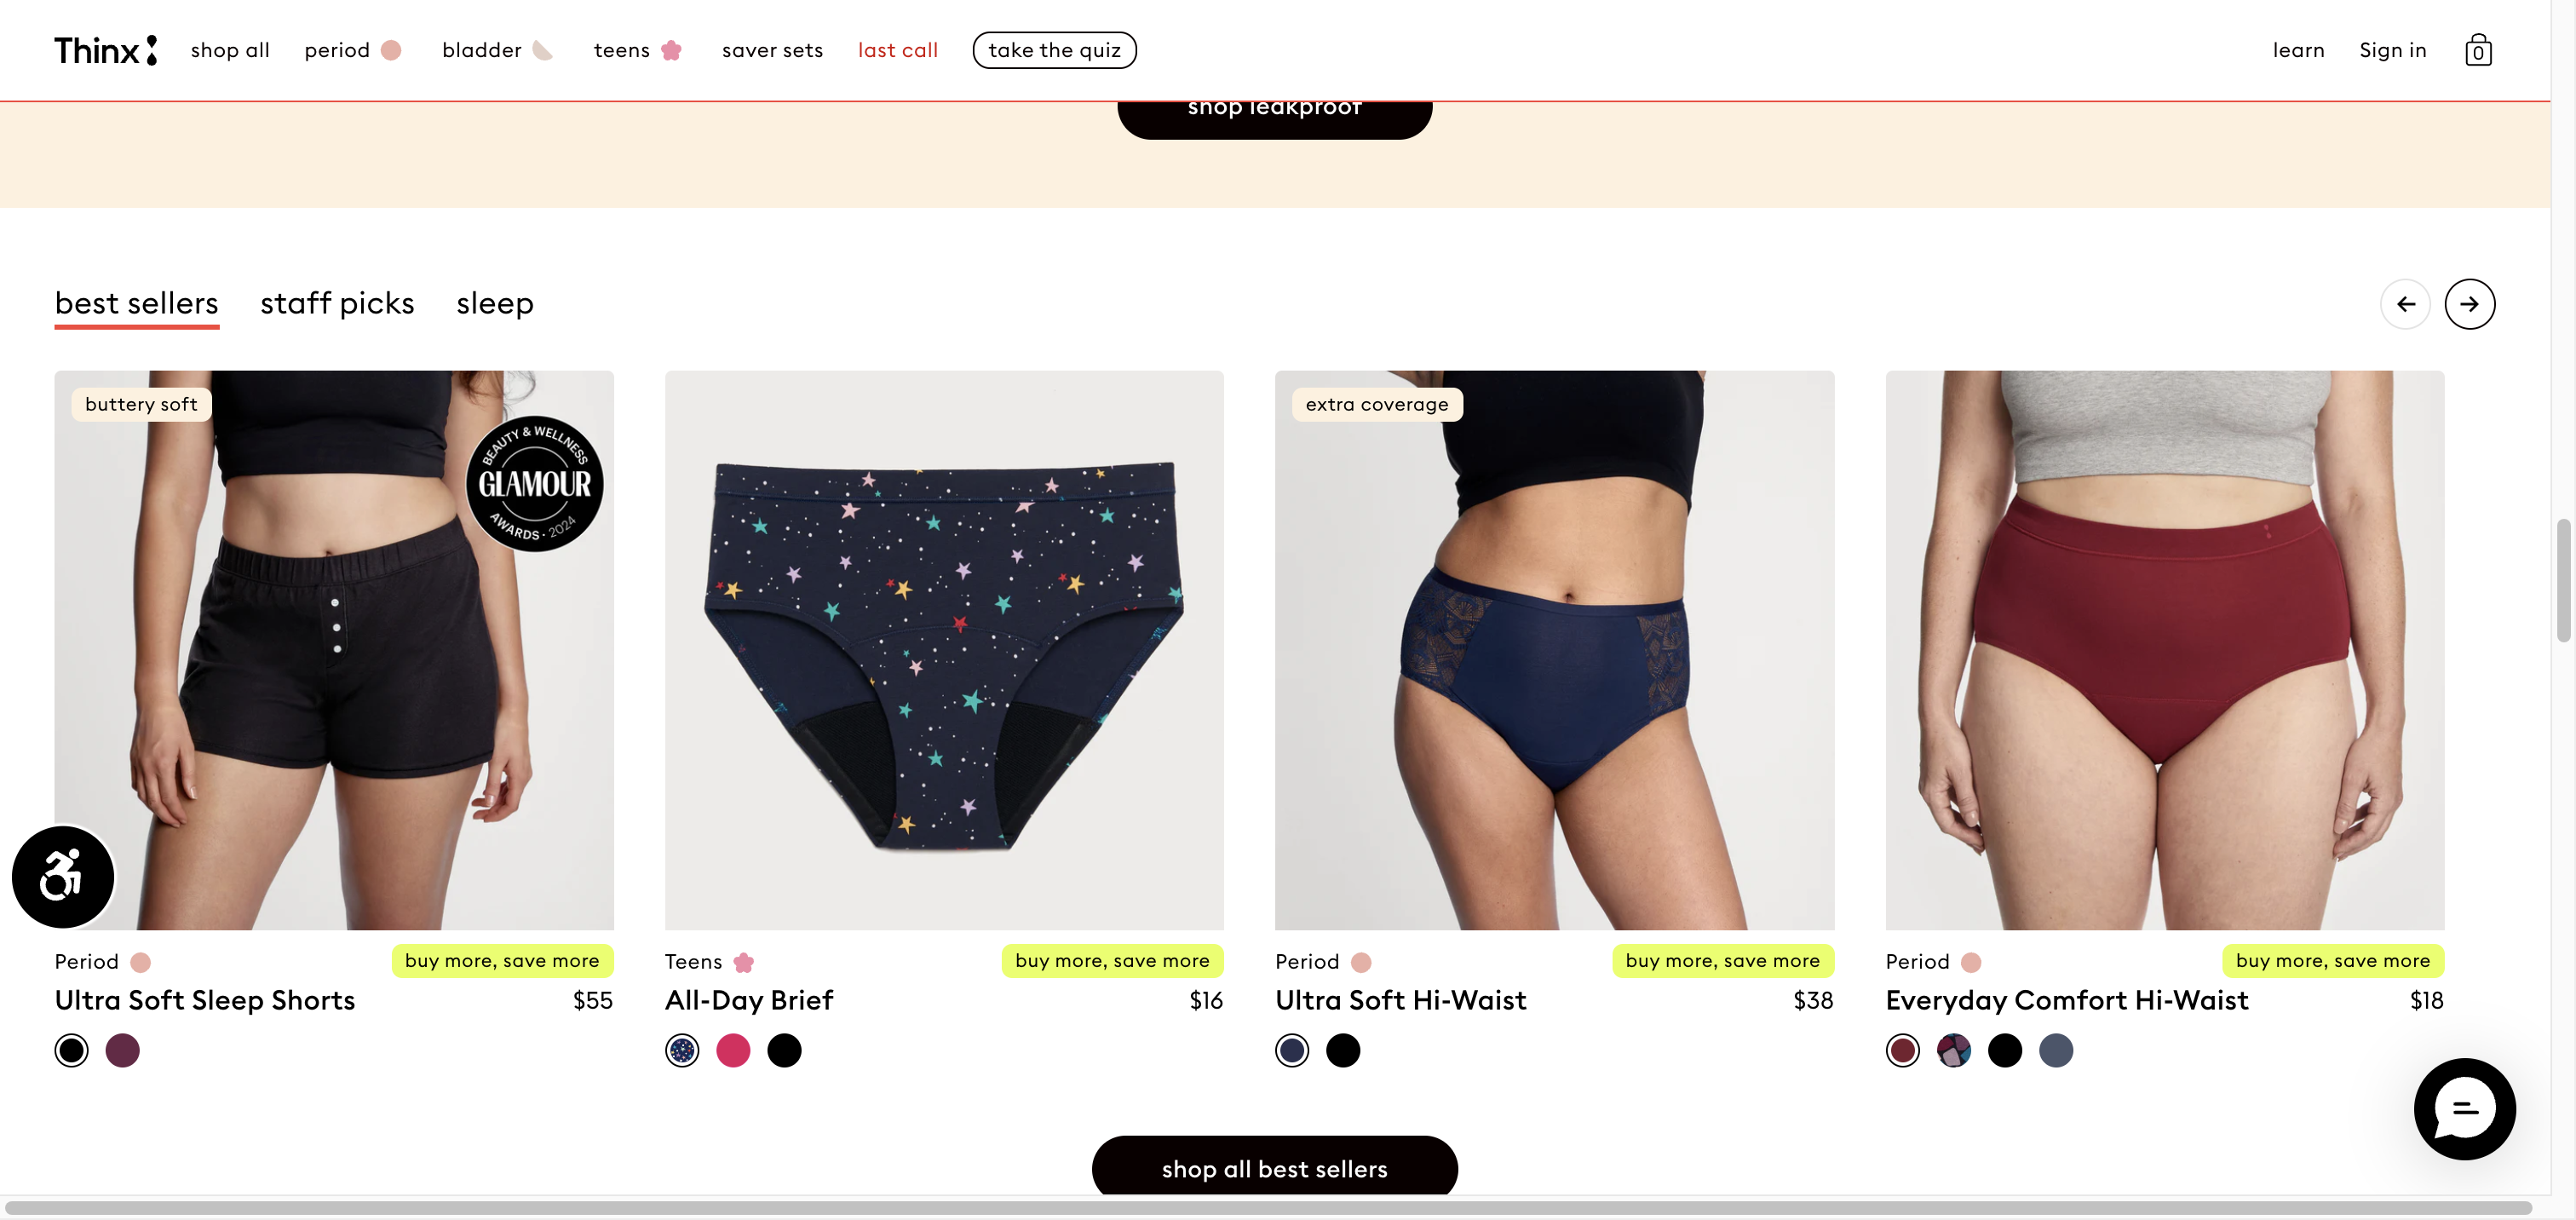 Thinx
shop all
period
bladder
teens
saver sets
last call
take the quiz
learn
Sign in
0
shop leakproof
best sellers
staff picks
sleep
buttery soft
BEAUTY & WELLNESS
GLAMOUR
AWARDS · 2024
extra coverage
Period
buy more, save more
Ultra Soft Sleep Shorts
$55
Teens
buy more, save more
All-Day Brief
$16
Period
buy more, save more
Ultra Soft Hi-Waist
$38
Period
buy more, save more
Everyday Comfort Hi-Waist
$18
shop all best sellers